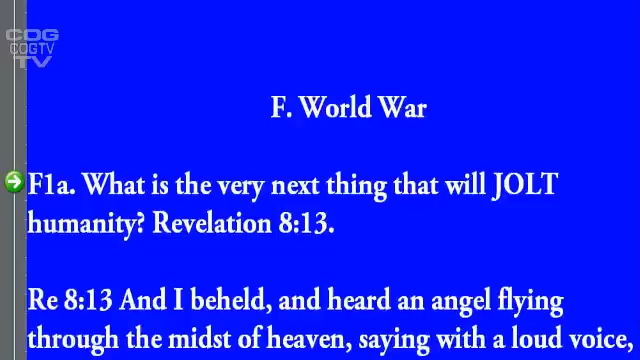 COG
COGTV
TV
F. World War
F1a. What is the very next thing that will JOLT
humanity? Revelation 8:13.
Re 8:13 And I beheld, and heard an angel flying
through the midst of heaven, saying with a loud voice,